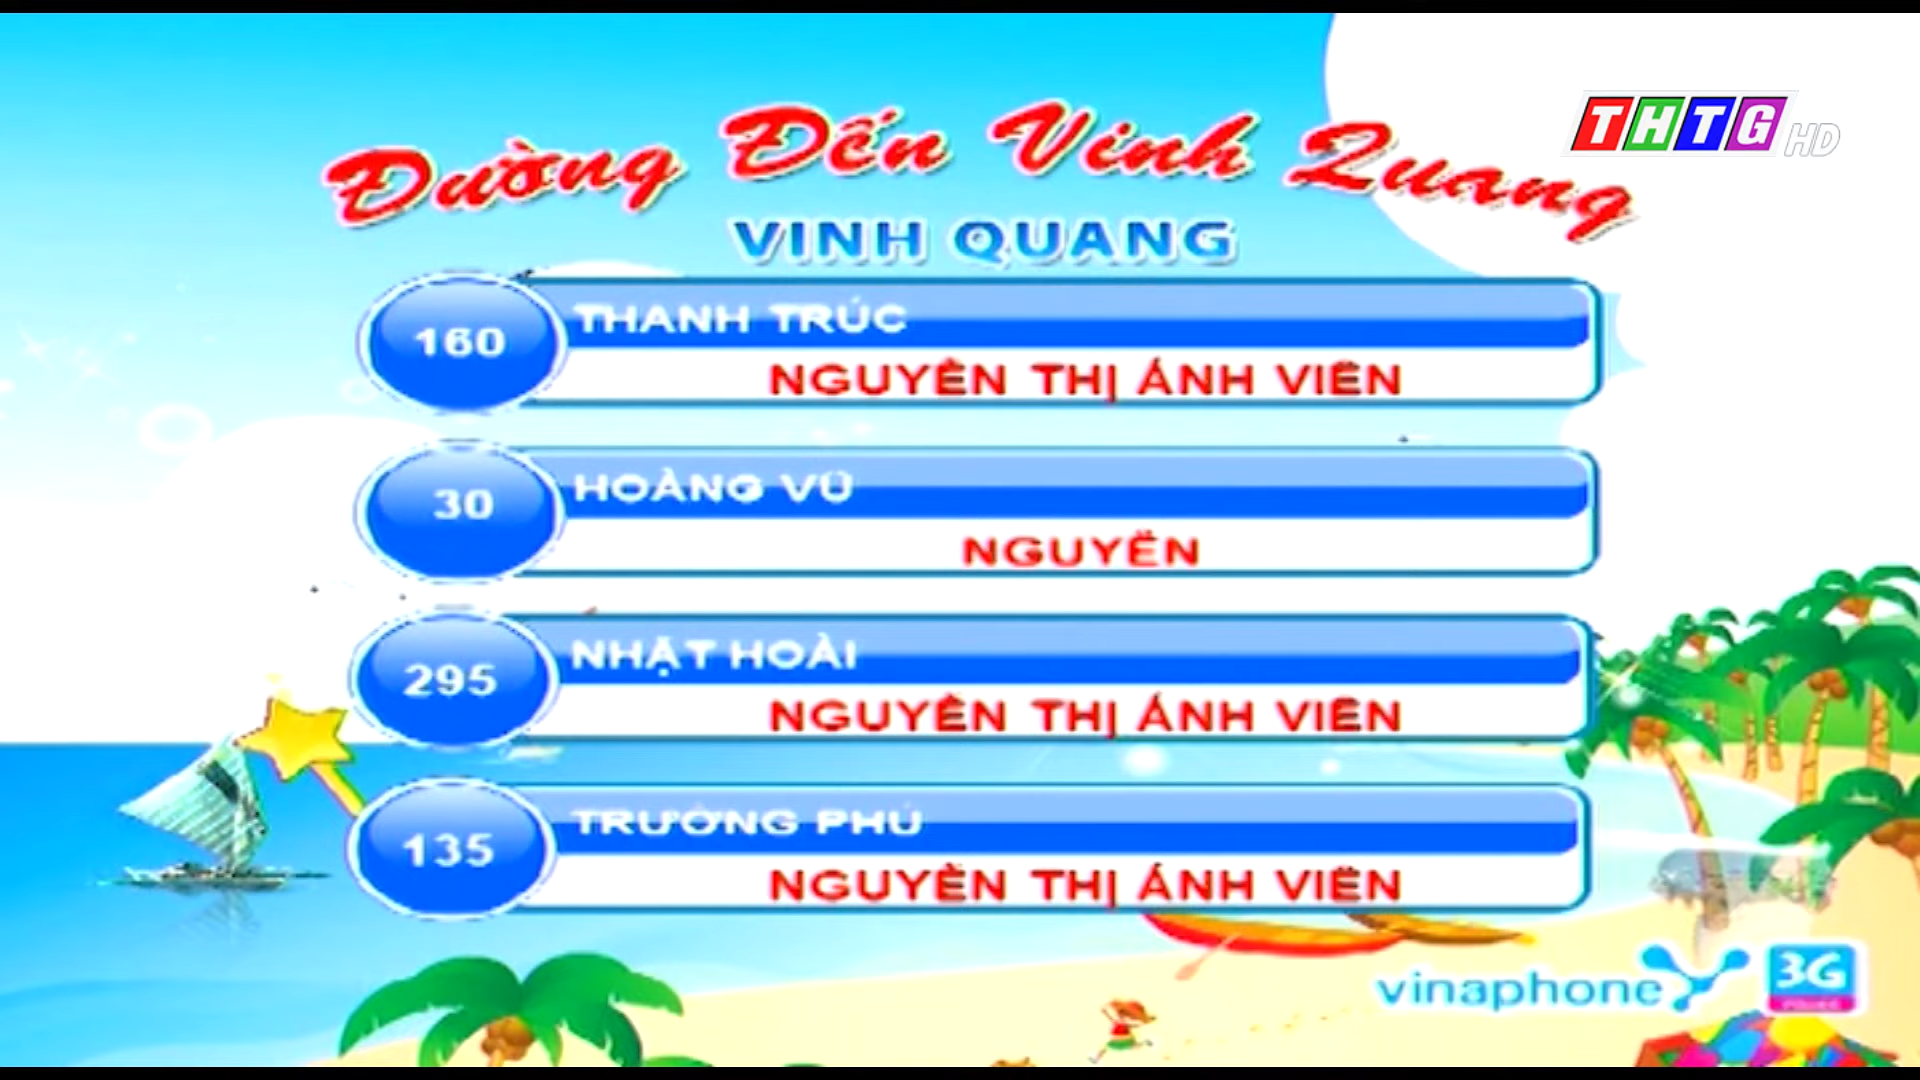 THTG HD
Đường Đến Vinh Quang
VINH QUANG
160
THANH TRÚC
NGUYỄN THỊ ÁNH VIÊN
30
HOÀNG VŨ
NGUYỄN
295
NHẬT HOÀI
NGUYỄN THỊ ÁNH VIÊN
135
TRƯỜNG PHÚ
NGUYỄN THỊ ÁNH VIÊN
vinaphone
3G